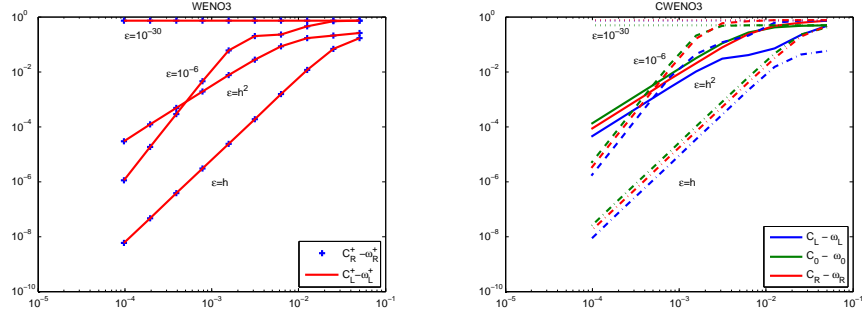 WENO3
10^0
10^-2
10^-4
10^-6
10^-8
10^-10
10^-5
10^-4
10^-3
10^-2
10^-1
ε=10^-30
ε=10^-6
ε=h^2
ε=h
C_R^+ − ω_R^+
C_L^+ − ω_L^+
CWENO3
10^0
10^-2
10^-4
10^-6
10^-8
10^-10
10^-5
10^-4
10^-3
10^-2
10^-1
ε=10^-30
ε=10^-6
ε=h^2
ε=h
C_L − ω_L
C_0 − ω_0
C_R − ω_R